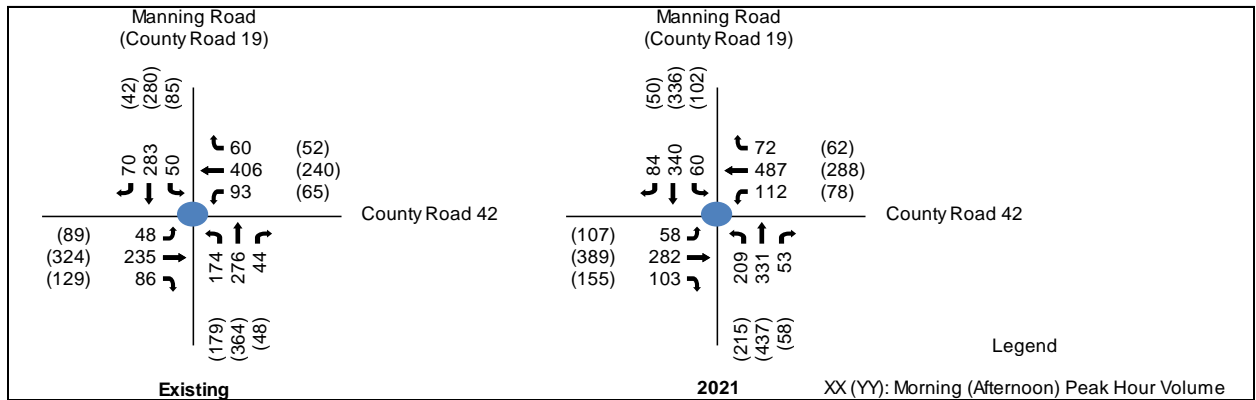 Manning Road
(County Road 19)
(42) (280) (85)
70 283 50
60 (52)
406 (240)
93 (65)
County Road 42
(89) 48
(324) 235
(129) 86
174 276 44
(179) (364) (48)
Existing
Manning Road
(County Road 19)
(50) (336) (102)
84 340 60
72 (62)
487 (288)
112 (78)
County Road 42
(107) 58
(389) 282
(155) 103
209 331 53
(215) (437) (58)
2021
Legend
XX (YY): Morning (Afternoon) Peak Hour Volume